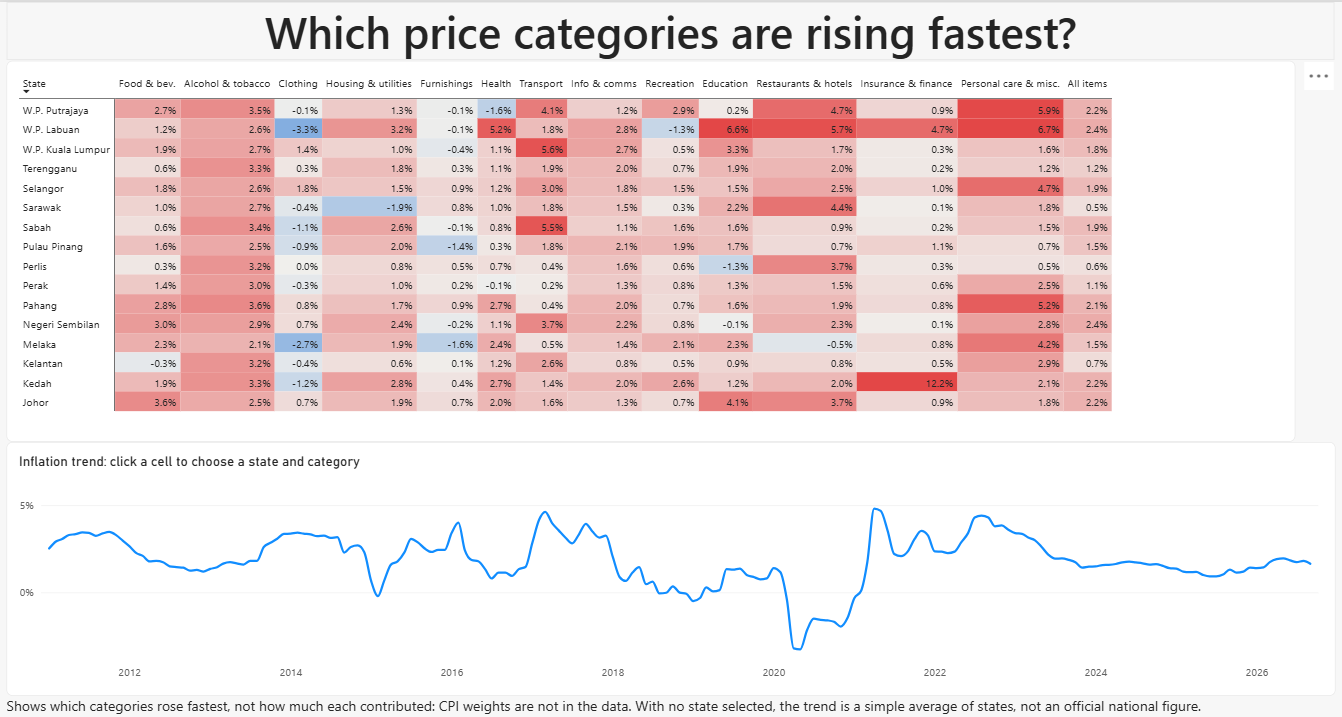 Which price categories are rising fastest?
State Food & bev. Alcohol & tobacco Clothing Housing & utilities Furnishings Health Transport Info & comms Recreation Education Restaurants & hotels Insurance & finance Personal care & misc. All items
W.P. Putrajaya 2.7% 3.5% -0.1% 1.3% -0.1% -1.6% 4.1% 1.2% 2.9% 0.2% 4.7% 0.9% 5.9% 2.2%
W.P. Labuan 1.2% 2.6% -3.3% 3.2% -0.1% 5.2% 1.8% 2.8% -1.3% 6.6% 5.7% 4.7% 6.7% 2.4%
W.P. Kuala Lumpur 1.9% 2.7% 1.4% 1.0% -0.4% 1.1% 5.6% 2.7% 0.5% 3.3% 1.7% 0.3% 1.6% 1.8%
Terengganu 0.6% 3.3% 0.3% 1.8% 0.3% 1.1% 1.9% 2.0% 0.7% 1.9% 2.0% 0.2% 1.2% 1.2%
Selangor 1.8% 2.6% 1.8% 1.5% 0.9% 1.2% 3.0% 1.8% 1.5% 1.5% 2.5% 1.0% 4.7% 1.9%
Sarawak 1.0% 2.7% -0.4% -1.9% 0.8% 1.0% 1.8% 1.5% 0.3% 2.2% 4.4% 0.1% 1.8% 0.5%
Sabah 0.6% 3.4% -1.1% 2.6% -0.1% 0.8% 5.5% 1.1% 1.6% 1.6% 0.9% 0.2% 1.5% 1.9%
Pulau Pinang 1.6% 2.5% -0.9% 2.0% -1.4% 0.3% 1.8% 2.1% 1.9% 1.7% 0.7% 1.1% 0.7% 1.5%
Perlis 0.3% 3.2% 0.0% 0.8% 0.5% 0.7% 0.4% 1.6% 0.6% -1.3% 3.7% 0.3% 0.5% 0.6%
Perak 1.4% 3.0% -0.3% 1.0% 0.2% -0.1% 0.2% 1.3% 0.8% 1.3% 1.5% 0.6% 2.5% 1.1%
Pahang 2.8% 3.6% 0.8% 1.7% 0.9% 2.7% 0.4% 2.0% 0.7% 1.6% 1.9% 0.8% 5.2% 2.1%
Negeri Sembilan 3.0% 2.9% 0.7% 2.4% -0.2% 1.1% 3.7% 2.2% 0.8% -0.1% 2.3% 0.1% 2.8% 2.4%
Melaka 2.3% 2.1% -2.7% 1.9% -1.6% 2.4% 0.5% 1.4% 2.1% 2.3% -0.5% 0.8% 4.2% 1.5%
Kelantan -0.3% 3.2% -0.4% 0.6% 0.1% 1.2% 2.6% 0.8% 0.5% 0.9% 0.8% 0.5% 2.9% 0.7%
Kedah 1.9% 3.3% -1.2% 2.8% 0.4% 2.7% 1.4% 2.0% 2.6% 1.2% 2.0% 12.2% 2.1% 2.2%
Johor 3.6% 2.5% 0.7% 1.9% 0.7% 2.0% 1.6% 1.3% 0.7% 4.1% 3.7% 0.9% 1.8% 2.2%
Inflation trend: click a cell to choose a state and category
5%
0%
2012 2014 2016 2018 2020 2022 2024 2026
Shows which categories rose fastest, not how much each contributed: CPI weights are not in the data. With no state selected, the trend is a simple average of states, not an official national figure.